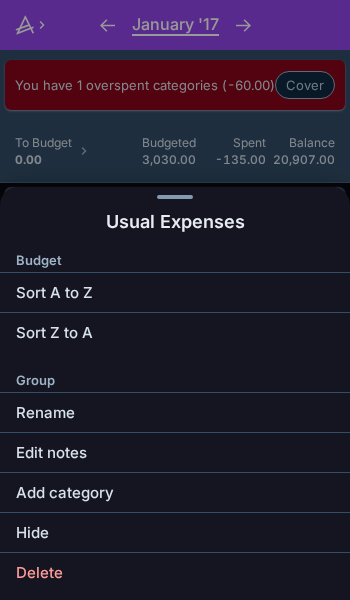 January '17
You have 1 overspent categories (-60.00) Cover
To Budget Budgeted Spent Balance
0.00 3,030.00 -135.00 20,907.00
Usual Expenses
Budget
Sort A to Z
Sort Z to A
Group
Rename
Edit notes
Add category
Hide
Delete